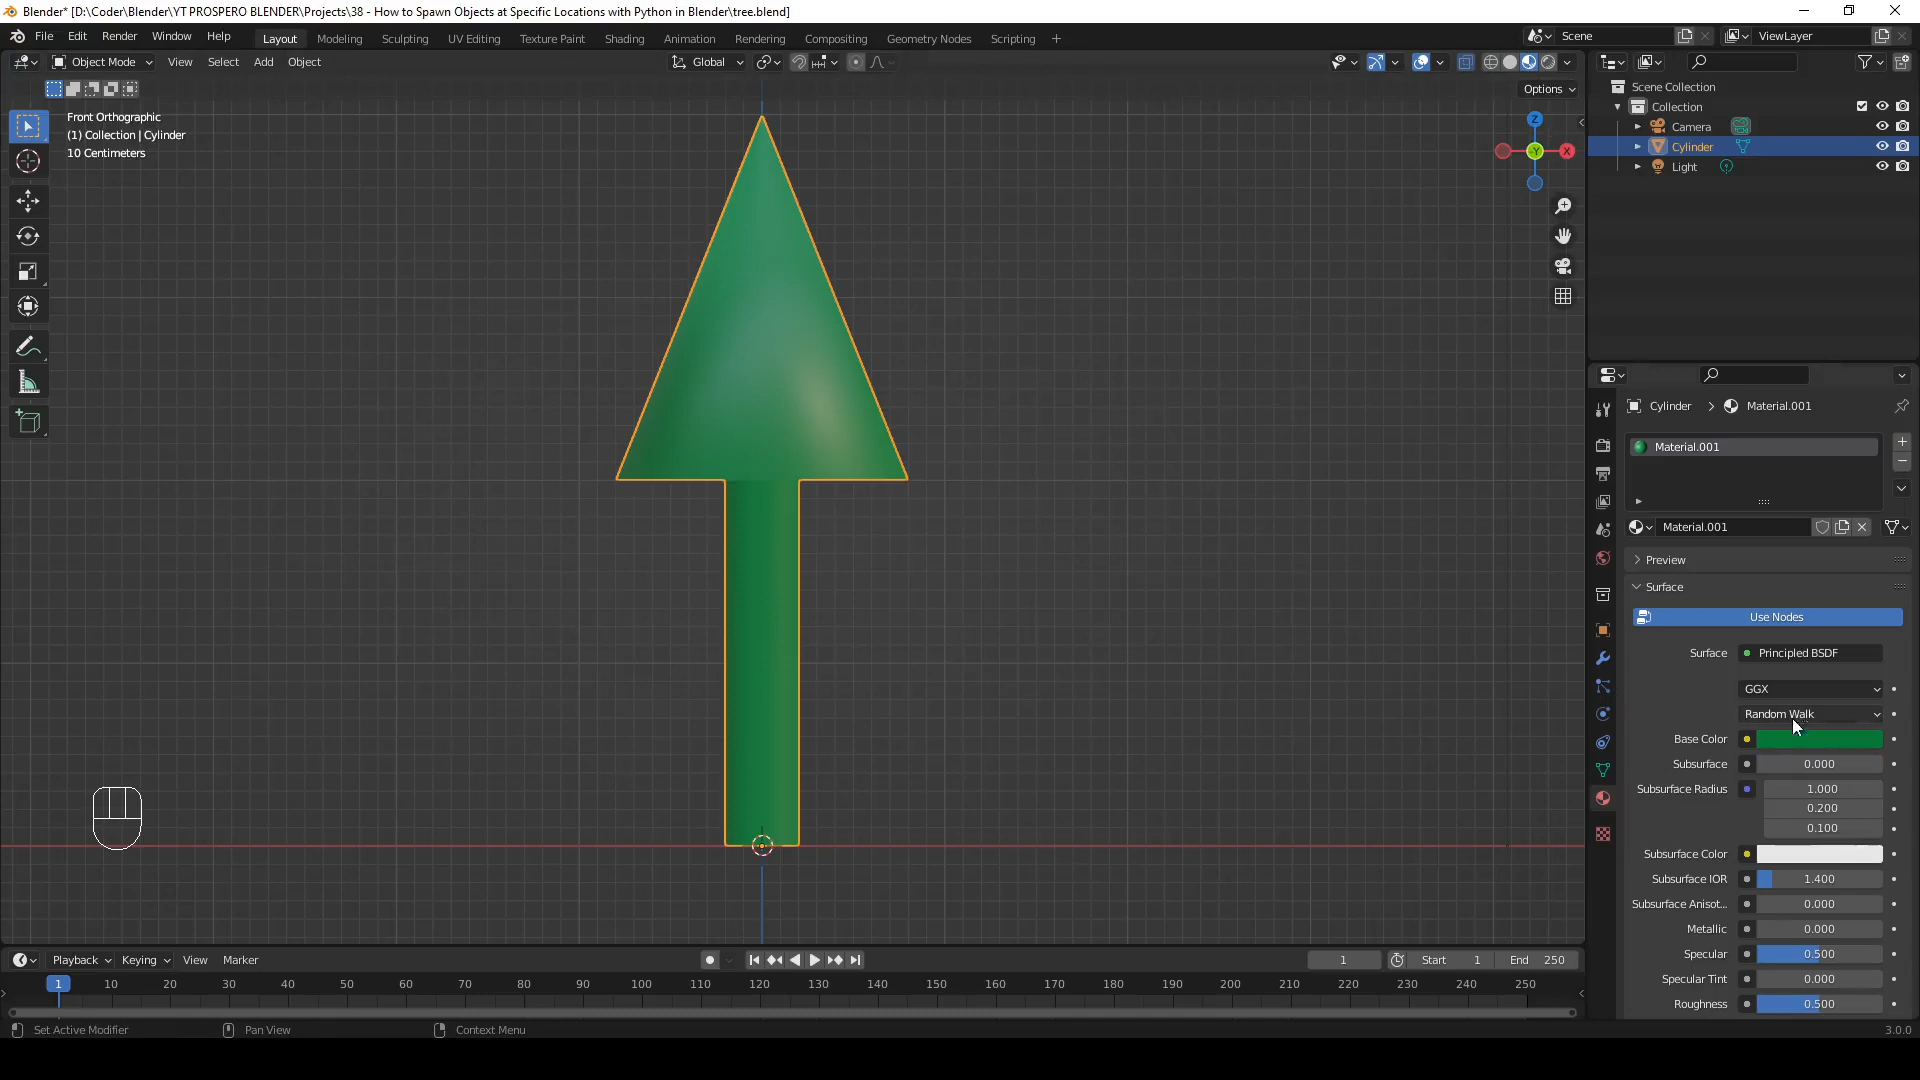 Blender* [D:\Coder\Blender\YT PROSPERO BLENDER\Projects\38 - How to Spawn Objects at Specific Locations with Python in Blender\tree.blend]
File Edit Render Window Help Layout Modeling Sculpting UV Editing Texture Paint Shading Animation Rendering Compositing Geometry Nodes Scripting + Scene ViewLayer
Object Mode View Select Add Object Global
Options
Front Orthographic
(1) Collection | Cylinder
10 Centimeters
Z
-Y
X
Scene Collection
Collection
Camera
Cylinder
Light
Cylinder > Material.001
Material.001
Material.001
Preview
Surface
Use Nodes
Surface Principled BSDF
GGX
Random Walk
Base Color
Subsurface 0.000
Subsurface Radius 1.000
0.200
0.100
Subsurface Color
Subsurface IOR 1.400
Subsurface Anisot... 0.000
Metallic 0.000
Specular 0.500
Specular Tint 0.000
Roughness 0.500
Playback Keying View Marker 1 Start 1 End 250
1 10 20 30 40 50 60 70 80 90 100 110 120 130 140 150 160 170 180 190 200 210 220 230 240 250
Set Active Modifier Pan View Context Menu 3.0.0